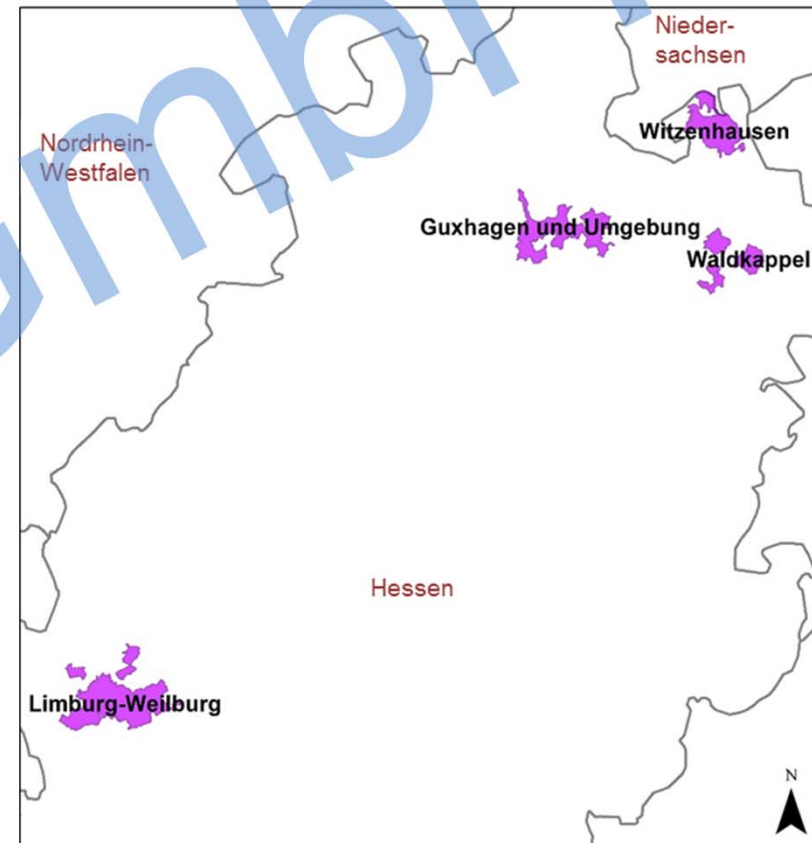 Nieder-
sachsen
Nordrhein-
Westfalen
Witzenhausen
Guxhagen und Umgebung
Waldkappel
Hessen
Limburg-Weilburg
N